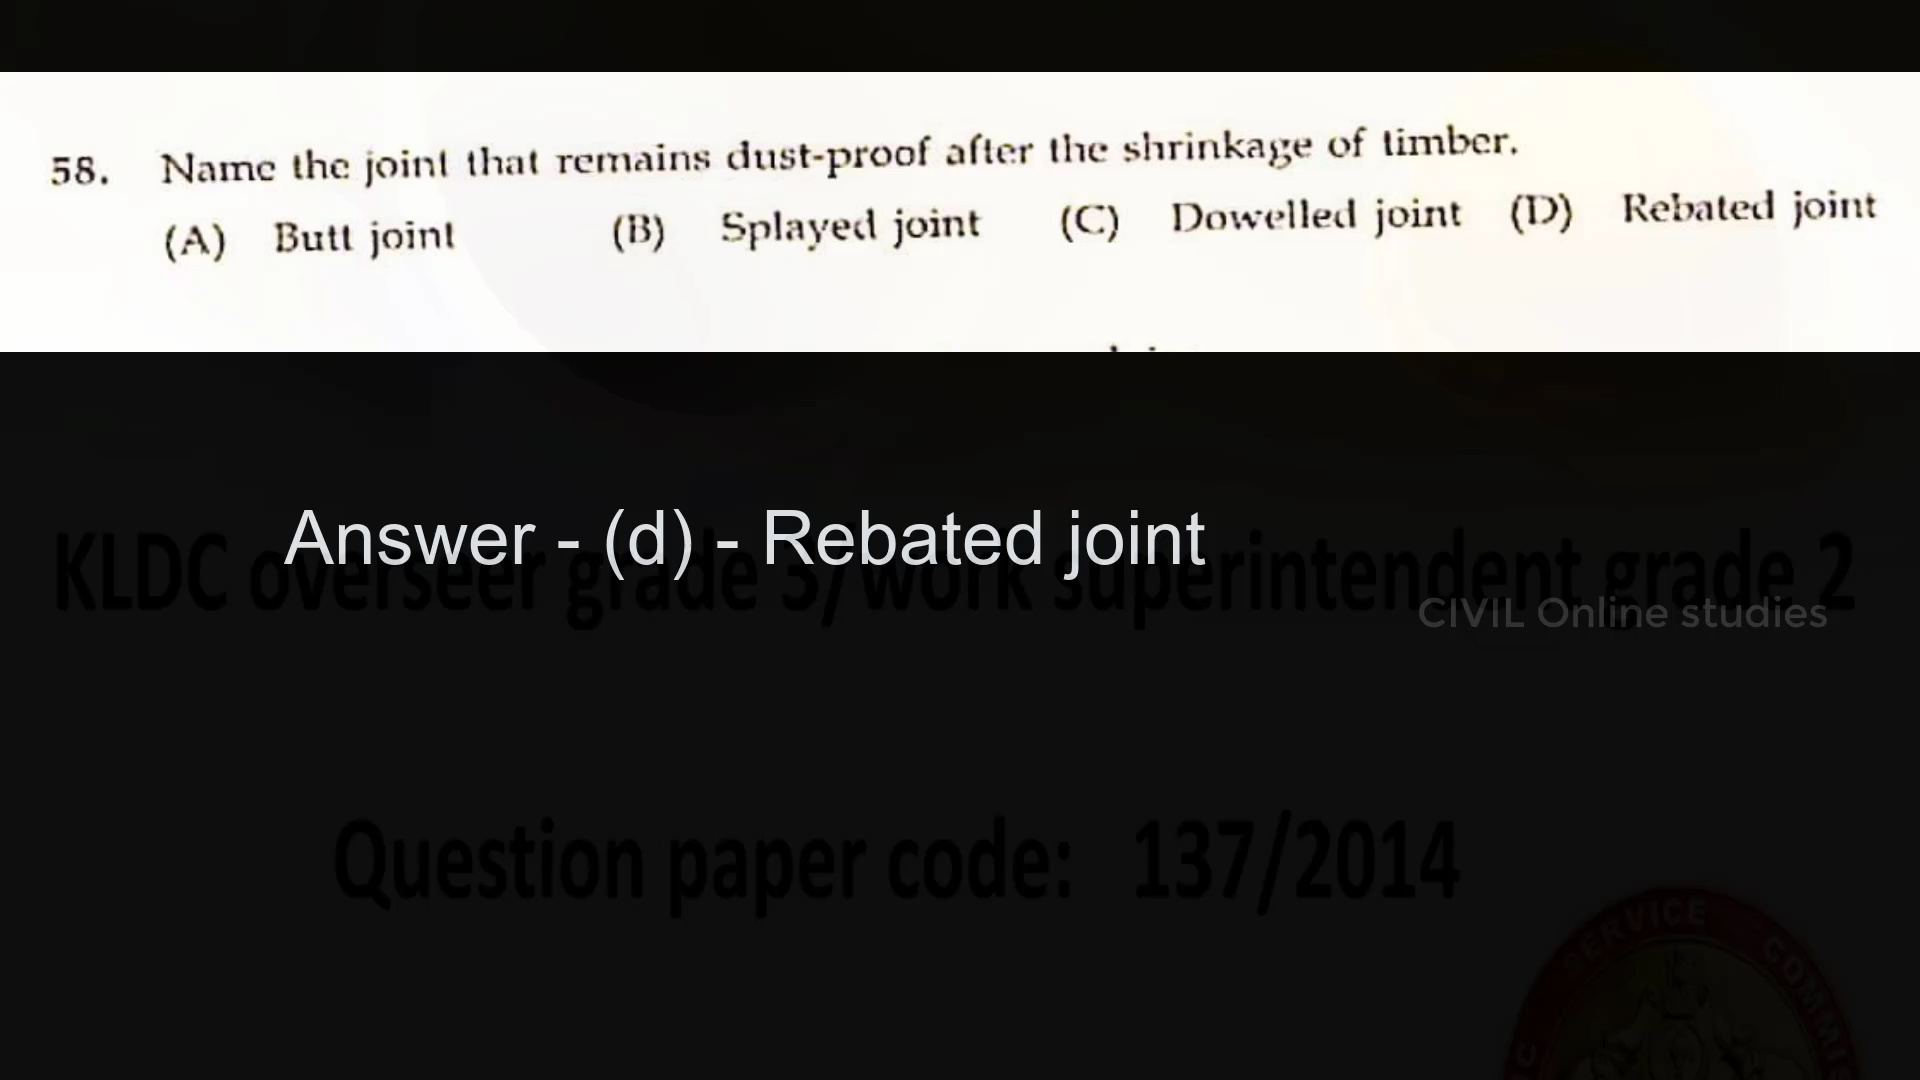 58. Name the joint that remains dust-proof after the shrinkage of timber.
(A) Butt joint (B) Splayed joint (C) Dowelled joint (D) Rebated joint
Answer - (d) - Rebated joint
KLDC overseer grade 3/work superintendent grade 2
CIVIL Online studies
Question paper code: 137/2014
SERVICE COMMIS